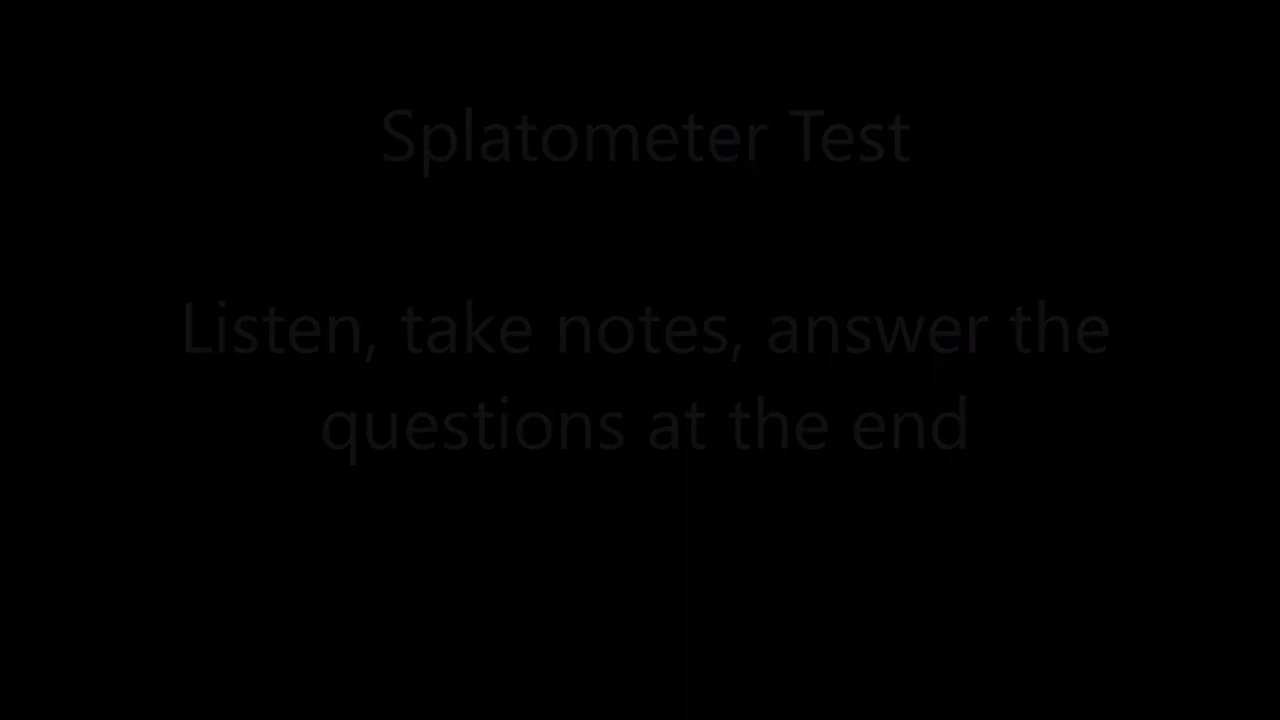 Splatometer Test
Listen, take notes, answer the
questions at the end